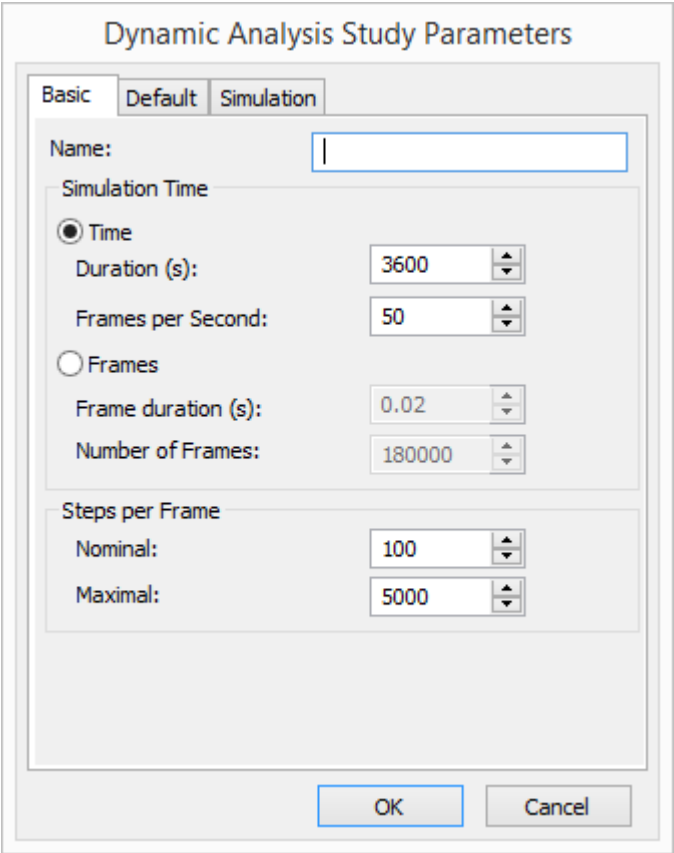 Dynamic Analysis Study Parameters
Basic Default Simulation
Name:
Simulation Time
Time
Duration (s): 3600
Frames per Second: 50
Frames
Frame duration (s): 0.02
Number of Frames: 180000
Steps per Frame
Nominal: 100
Maximal: 5000
OK Cancel